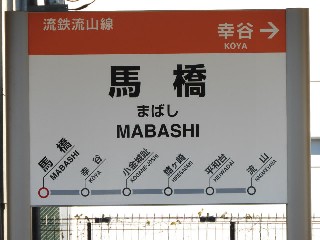 流鉄流山線
幸谷
KOYA
馬橋
まばし
MABASHI
馬橋
MABASHI
幸谷
KOYA
小金城趾
KOGANE-JOSHI
鰭ヶ崎
HIREGASAKI
平和台
HEIWADAI
流山
NAGAREYAMA